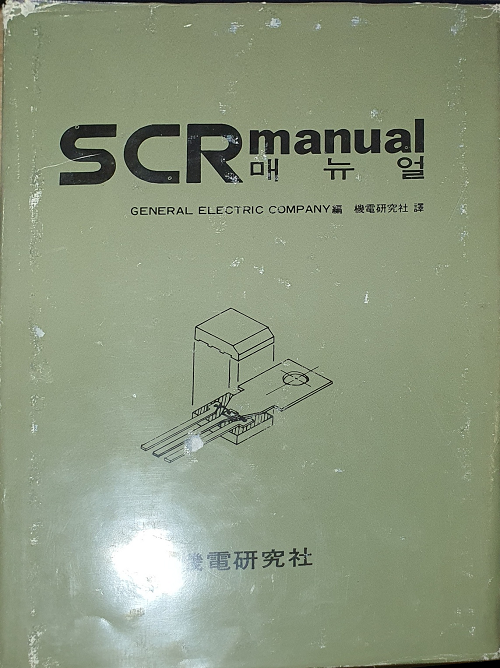 SCR manual
매 뉴 얼
GENERAL ELECTRIC COMPANY編 機電研究社 譯
機電研究社